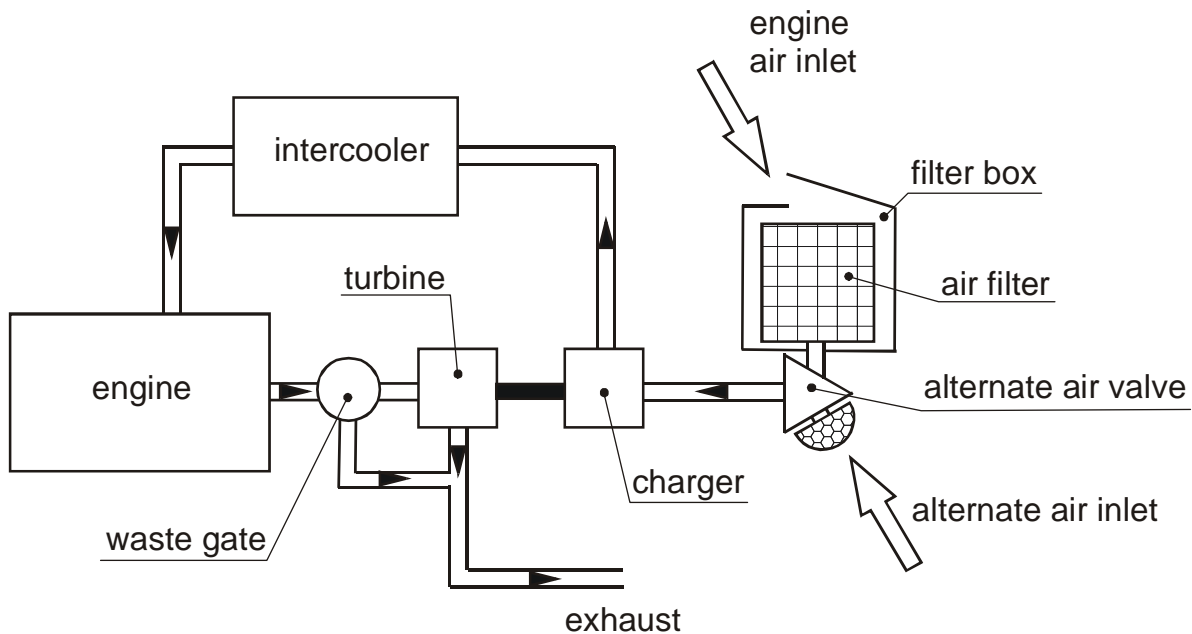 engine
air inlet
intercooler
filter box
turbine
air filter
engine
alternate air valve
charger
alternate air inlet
waste gate
exhaust